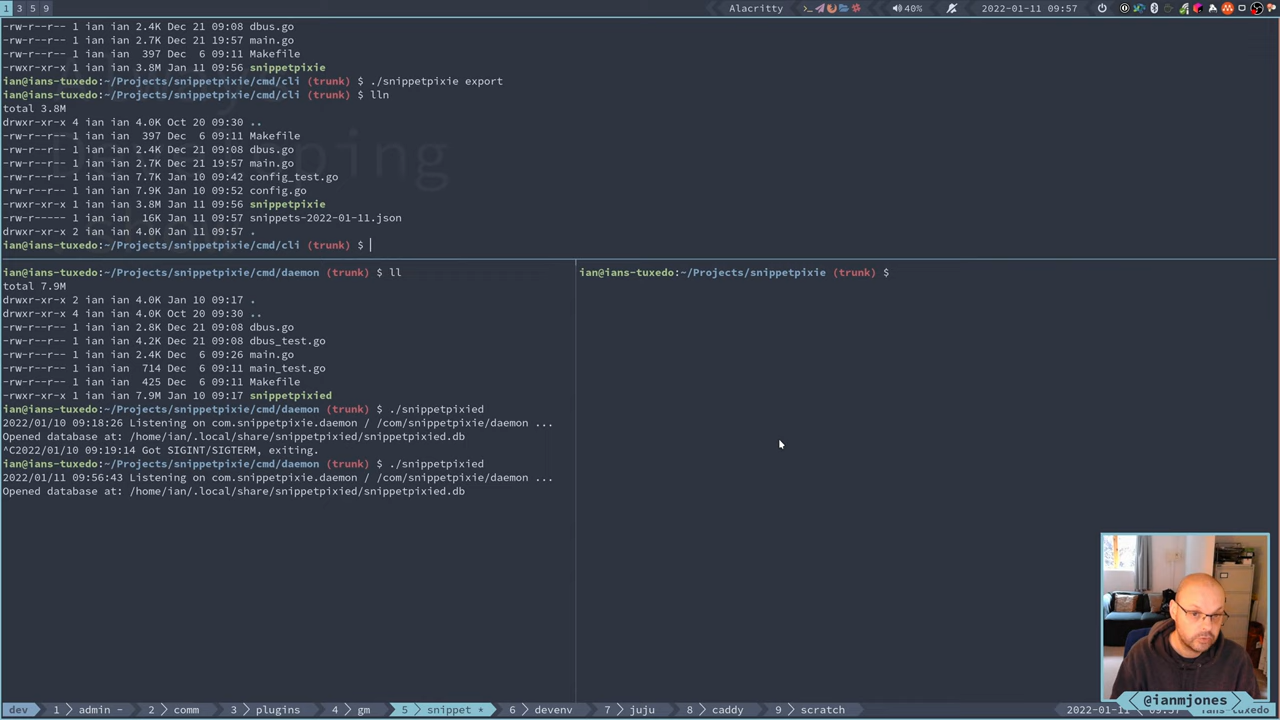 1 3 5 9
Alacritty
40%
2022-01-11 09:57
-rw-r--r-- 1 ian ian 2.4K Dec 21 09:08 dbus.go
-rw-r--r-- 1 ian ian 2.7K Dec 21 19:57 main.go
-rw-r--r-- 1 ian ian  397 Dec  6 09:11 Makefile
-rwxr-xr-x 1 ian ian 3.8M Jan 11 09:56 snippetpixie
ian@ians-tuxedo:~/Projects/snippetpixie/cmd/cli (trunk) $ ./snippetpixie export
ian@ians-tuxedo:~/Projects/snippetpixie/cmd/cli (trunk) $ lln
total 3.8M
drwxr-xr-x 4 ian ian 4.0K Oct 20 09:30 ..
-rw-r--r-- 1 ian ian  397 Dec  6 09:11 Makefile
-rw-r--r-- 1 ian ian 2.4K Dec 21 09:08 dbus.go
-rw-r--r-- 1 ian ian 2.7K Dec 21 19:57 main.go
-rw-r--r-- 1 ian ian 7.7K Jan 10 09:42 config_test.go
-rw-r--r-- 1 ian ian 7.9K Jan 10 09:52 config.go
-rwxr-xr-x 1 ian ian 3.8M Jan 11 09:56 snippetpixie
-rw-r----- 1 ian ian  16K Jan 11 09:57 snippets-2022-01-11.json
drwxr-xr-x 2 ian ian 4.0K Jan 11 09:57 .
ian@ians-tuxedo:~/Projects/snippetpixie/cmd/cli (trunk) $
ian@ians-tuxedo:~/Projects/snippetpixie/cmd/daemon (trunk) $ ll
total 7.9M
drwxr-xr-x 2 ian ian 4.0K Jan 10 09:17 .
drwxr-xr-x 4 ian ian 4.0K Oct 20 09:30 ..
-rw-r--r-- 1 ian ian 2.8K Dec 21 09:08 dbus.go
-rw-r--r-- 1 ian ian 4.2K Dec 21 09:08 dbus_test.go
-rw-r--r-- 1 ian ian 2.4K Dec  6 09:26 main.go
-rw-r--r-- 1 ian ian  714 Dec  6 09:11 main_test.go
-rw-r--r-- 1 ian ian  425 Dec  6 09:11 Makefile
-rwxr-xr-x 1 ian ian 7.9M Jan 10 09:17 snippetpixied
ian@ians-tuxedo:~/Projects/snippetpixie/cmd/daemon (trunk) $ ./snippetpixied
2022/01/10 09:18:26 Listening on com.snippetpixie.daemon / /com/snippetpixie/daemon ...
Opened database at: /home/ian/.local/share/snippetpixied/snippetpixied.db
^C2022/01/10 09:19:14 Got SIGINT/SIGTERM, exiting.
ian@ians-tuxedo:~/Projects/snippetpixie/cmd/daemon (trunk) $ ./snippetpixied
2022/01/11 09:56:43 Listening on com.snippetpixie.daemon / /com/snippetpixie/daemon ...
Opened database at: /home/ian/.local/share/snippetpixied/snippetpixied.db
ian@ians-tuxedo:~/Projects/snippetpixie (trunk) $
@ianmjones
dev 1 admin - 2 comm 3 plugins 4 gm 5 snippet * 6 devenv 7 juju 8 caddy 9 scratch 2022-01-11